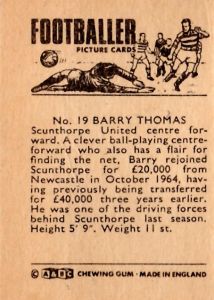 FOOTBALLER
PICTURE CARDS
No. 19 BARRY THOMAS
Scunthorpe United centre for-
ward. A clever ball-playing centre-
forward who also has a flair for
finding the net, Barry rejoined
Scunthorpe for £20,000 from
Newcastle in October 1964, hav-
ing previously being transferred
for £40,000 three years earlier.
He was one of the driving forces
behind Scunthorpe last season.
Height 5' 9". Weight 11 st.
© A&BC CHEWING GUM · MADE IN ENGLAND